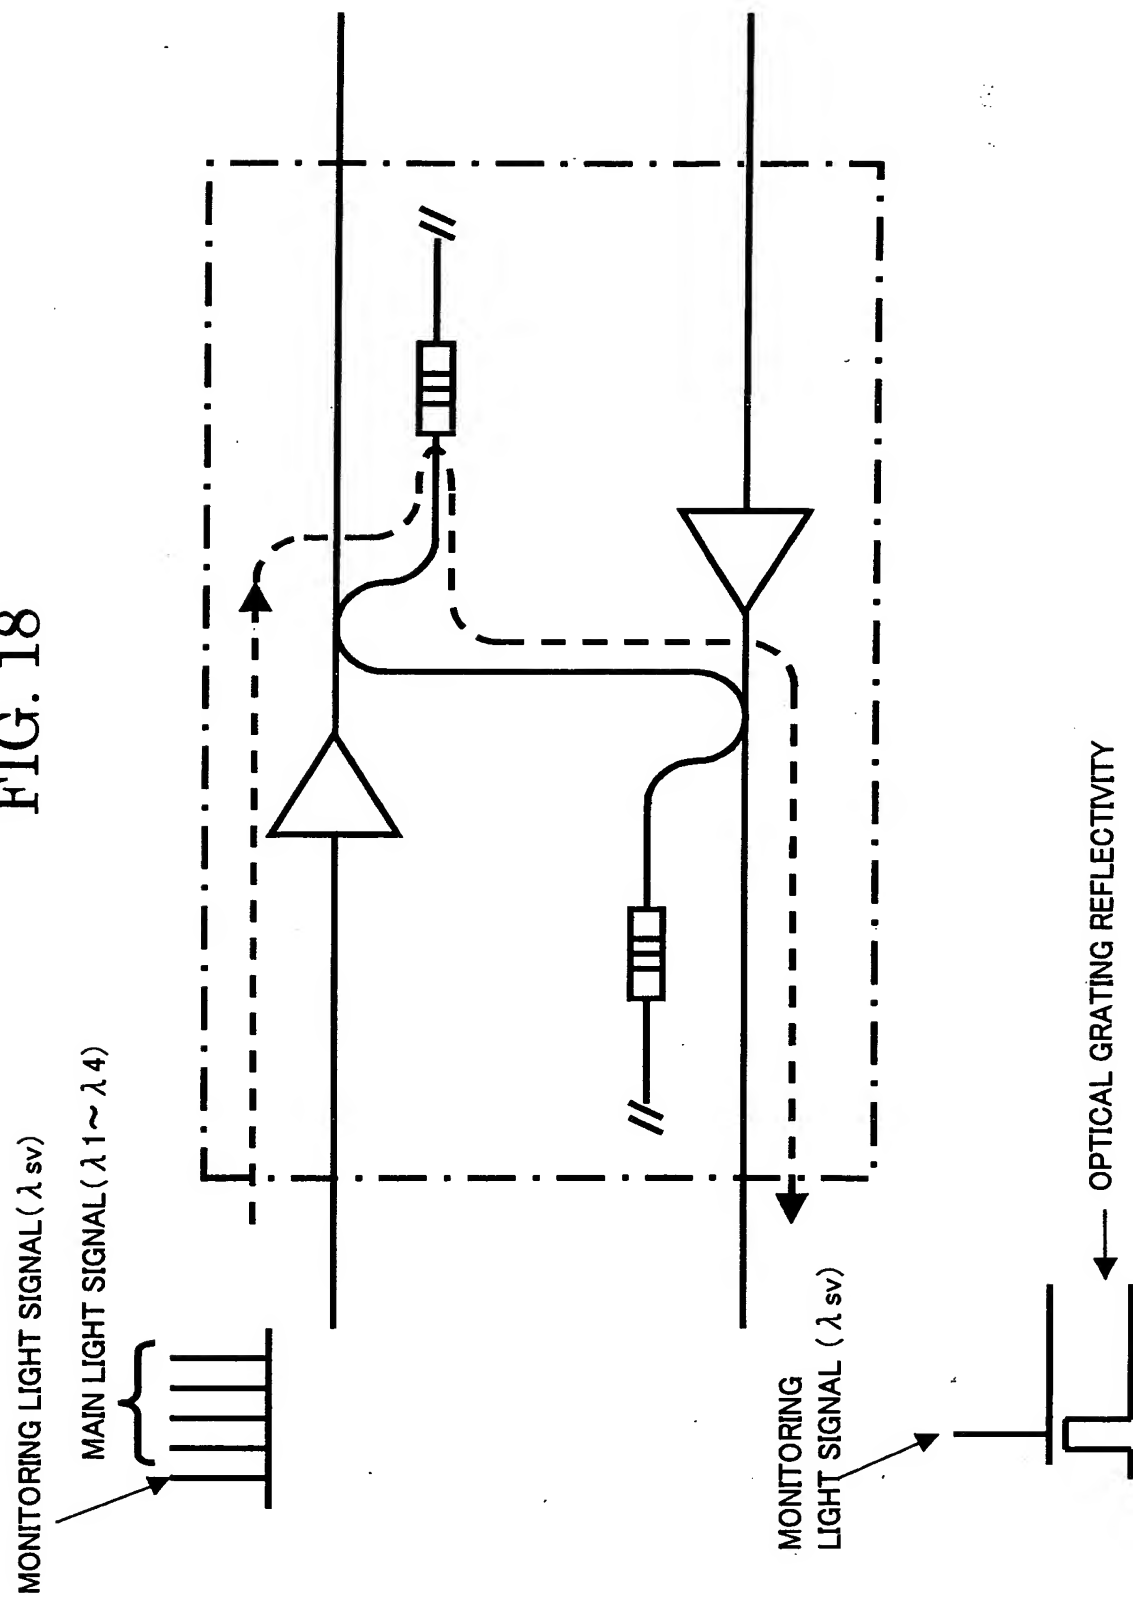 FIG. 18
MONITORING LIGHT SIGNAL(λsv)
MAIN LIGHT SIGNAL(λ1~λ4)
MONITORING
LIGHT SIGNAL (λsv)
OPTICAL GRATING REFLECTIVITY